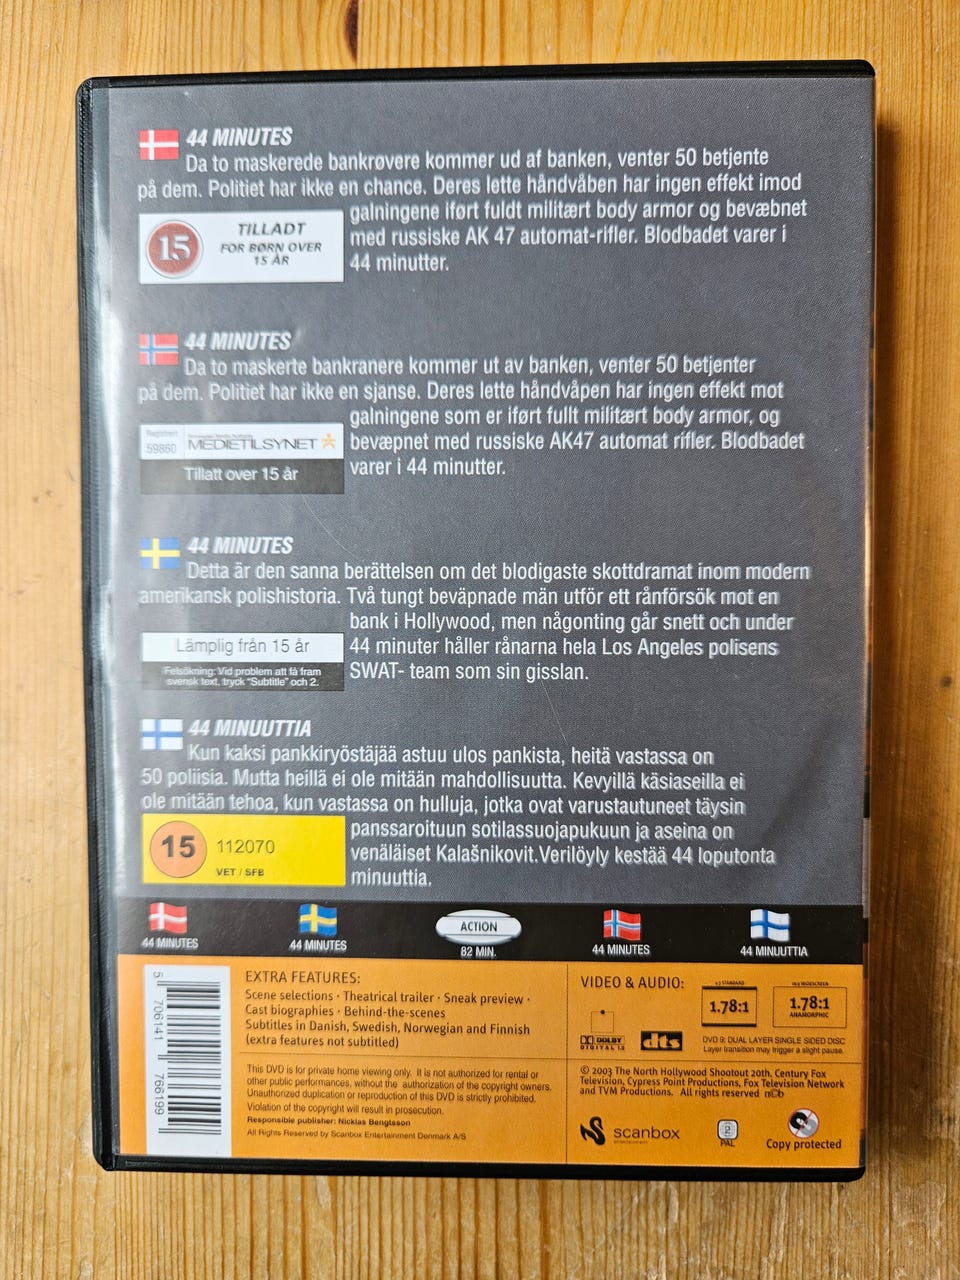 44 MINUTES
Da to maskerede bankrøvere kommer ud af banken, venter 50 betjente
på dem. Politiet har ikke en chance. Deres lette håndvåben har ingen effekt imod
galningene iført fuldt militært body armor og bevæbnet
med russiske AK 47 automat-rifler. Blodbadet varer i
44 minutter.
15
TILLADT
FOR BØRN OVER
15 ÅR
44 MINUTES
Da to maskerte bankranere kommer ut av banken, venter 50 betjenter
på dem. Politiet har ikke en sjanse. Deres lette håndvåpen har ingen effekt mot
galningene som er iført fullt militært body armor, og
bevæpnet med russiske AK47 automat rifler. Blodbadet
varer i 44 minutter.
Registrert
59860
MEDIETILSYNET
Tillatt over 15 år
44 MINUTES
Detta är den sanna berättelsen om det blodigaste skottdramat inom modern
amerikansk polishistoria. Två tungt beväpnade män utför ett rånförsök mot en
bank i Hollywood, men någonting går snett och under
44 minuter håller rånarna hela Los Angeles polisens
SWAT- team som sin gisslan.
Lämplig från 15 år
Felsökning: Vid problem att få fram
svensk text, tryck "Subtitle" och 2.
44 MINUUTTIA
Kun kaksi pankkiryöstäjää astuu ulos pankista, heitä vastassa on
50 poliisia. Mutta heillä ei ole mitään mahdollisuutta. Kevyillä käsiaseilla ei
ole mitään tehoa, kun vastassa on hulluja, jotka ovat varustautuneet täysin
panssaroituun sotilassuojapukuun ja aseina on
venäläiset Kalašnikovit.Verilöyly kestää 44 loputonta
minuuttia.
15
112070
VET / SFB
44 MINUTES
44 MINUTES
ACTION
82 MIN.
44 MINUTES
44 MINUUTTIA
5 706141 766199
EXTRA FEATURES:
Scene selections · Theatrical trailer · Sneak preview ·
Cast biographies · Behind-the-scenes
Subtitles in Danish, Swedish, Norwegian and Finnish
(extra features not subtitled)
This DVD is for private home viewing only. It is not authorized for rental or
other public performances, without the authorization of the copyright owners.
Unauthorized duplication or reproduction of this DVD is strictly prohibited.
Violation of the copyright will result in prosecution.
Responsible publisher: Nicklas Bengtsson
All Rights Reserved by Scanbox Entertainment Denmark A/S
VIDEO & AUDIO:
DOLBY
DIGITAL
dts
4:3 STANDARD
1.78:1
16:9 WIDESCREEN
1.78:1
ANAMORPHIC
DVD 9: DUAL LAYER SINGLE SIDED DISC
Layer transition may trigger a slight pause.
© 2003 The North Hollywood Shootout 20th. Century Fox
Television, Cypress Point Productions, Fox Television Network
and TVM Productions. All rights reserved ncb
scanbox
2
PAL
Copy protected